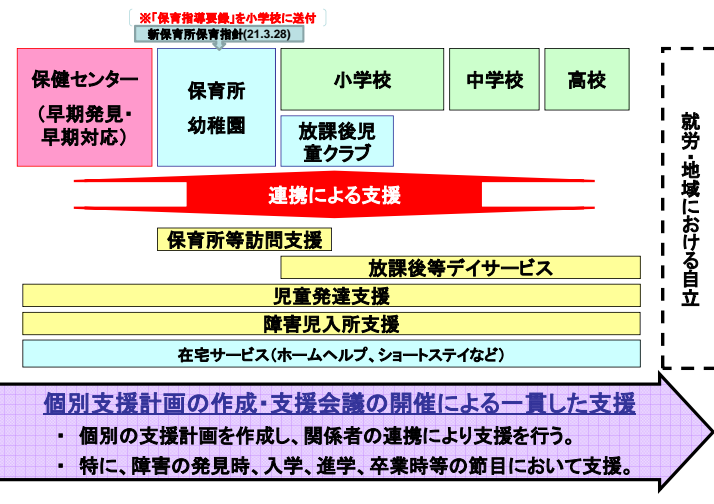 ※「保育指導要録」を小学校に送付
新保育所保育指針(21.3.28)
保健センター
（早期発見・
早期対応）
保育所
幼稚園
小学校
中学校
高校
放課後児
童クラブ
就労・地域における自立
連携による支援
保育所等訪問支援
放課後等デイサービス
児童発達支援
障害児入所支援
在宅サービス（ホームヘルプ、ショートステイなど）
個別支援計画の作成・支援会議の開催による一貫した支援
・ 個別の支援計画を作成し、関係者の連携により支援を行う。
・ 特に、障害の発見時、入学、進学、卒業時等の節目において支援。